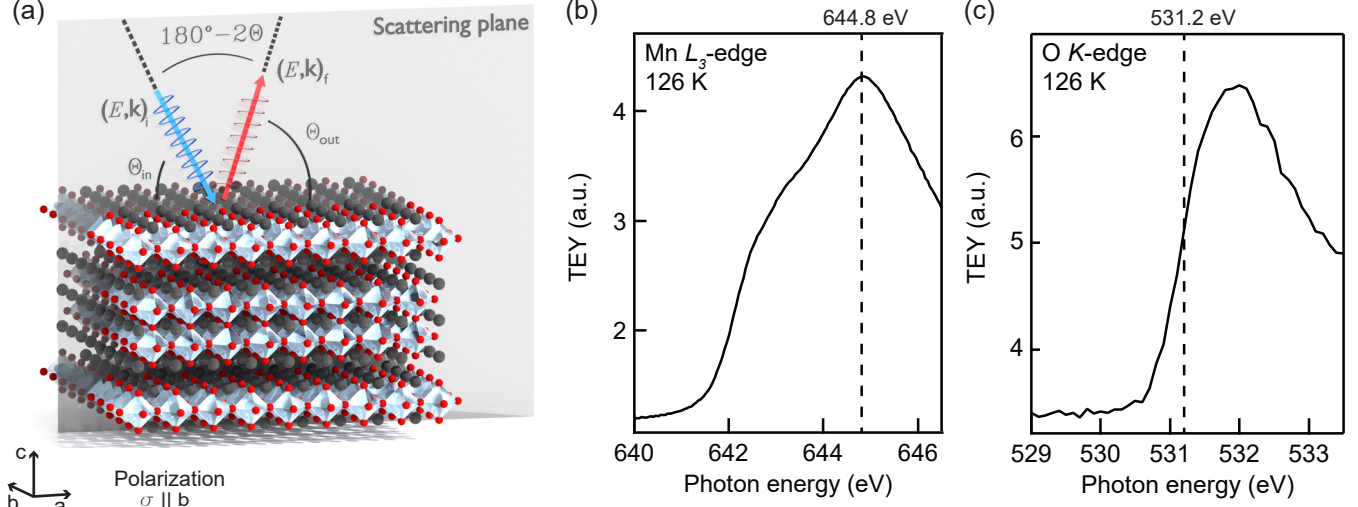 (a)
Scattering plane
180°−2Θ
(E,k)i
(E,k)f
Θin
Θout
c
b
a
Polarization
σ || b
(b)
644.8 eV
Mn L3-edge
126 K
TEY (a.u.)
4
3
2
640
642
644
646
Photon energy (eV)
(c)
531.2 eV
O K-edge
126 K
TEY (a.u.)
6
5
4
529
530
531
532
533
Photon energy (eV)